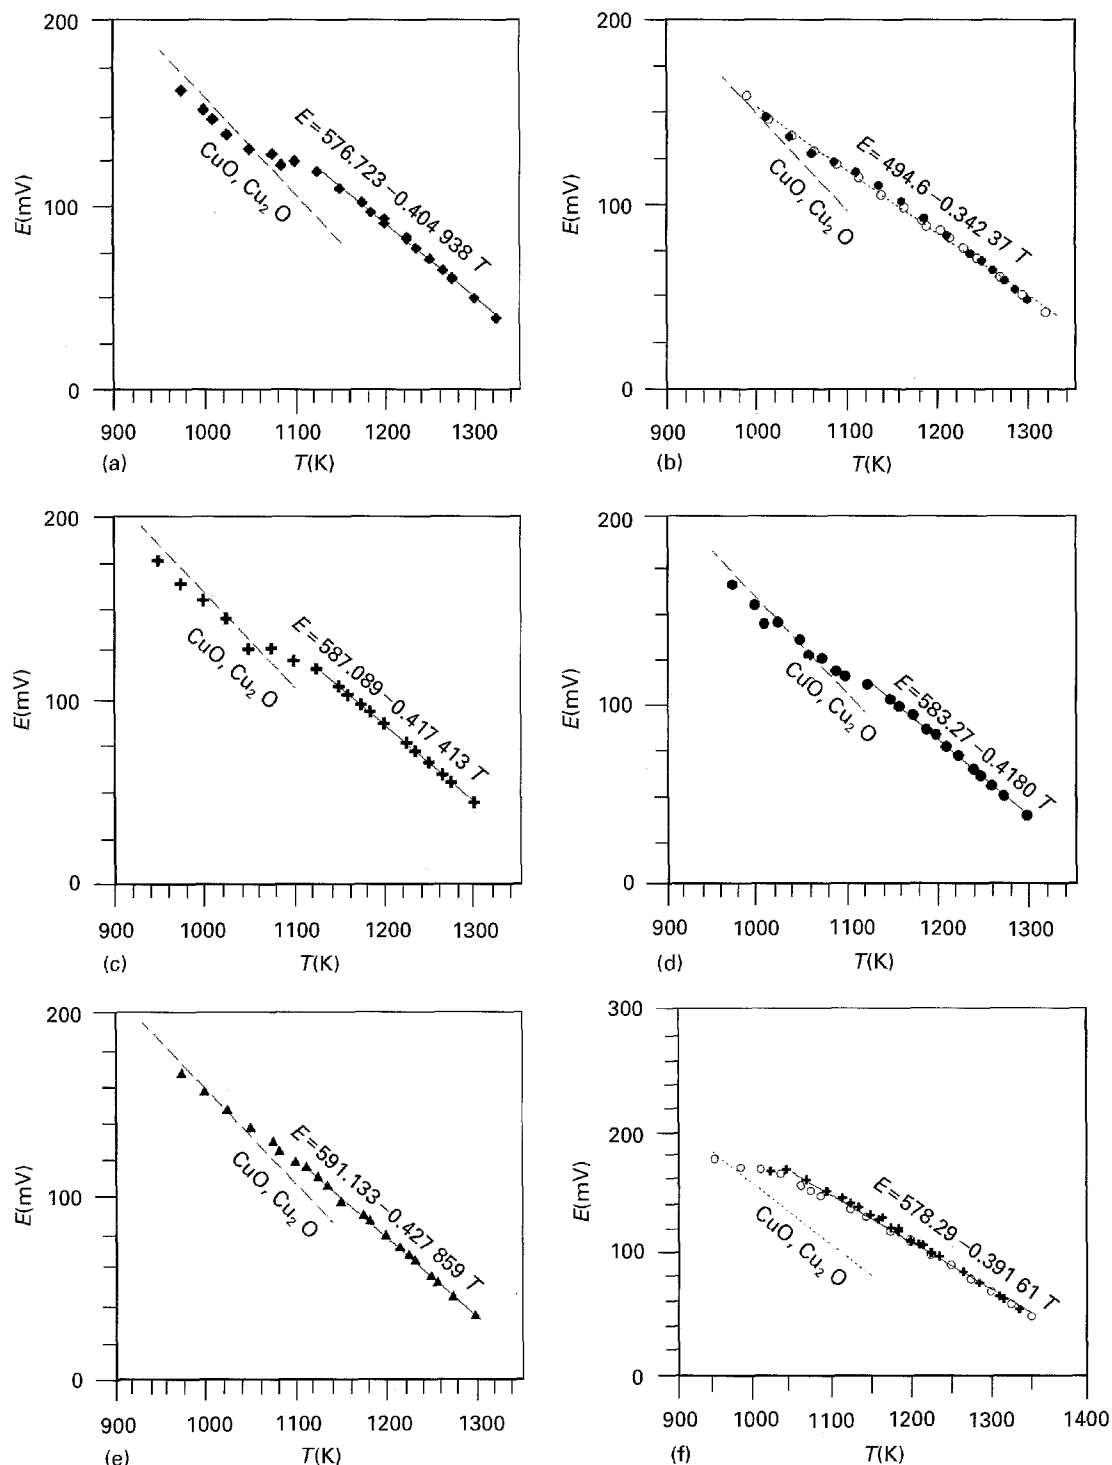 200
100
0
E(mV)
E = 576.723 –0.404 938 T
CuO, Cu₂ O
900 1000 1100 1200 1300
(a) T(K)
200
100
0
E(mV)
E = 494.6 –0.342 37 T
CuO, Cu₂ O
900 1000 1100 1200 1300
(b) T(K)
200
100
0
E(mV)
E = 587.089 –0.417 413 T
CuO, Cu₂ O
900 1000 1100 1200 1300
(c) T(K)
200
100
0
E(mV)
E = 583.27 –0.4180 T
CuO, Cu₂ O
900 1000 1100 1200 1300
(d) T(K)
200
100
0
E(mV)
E = 591.133 –0.427 859 T
CuO, Cu₂ O
900 1000 1100 1200 1300
(e) T(K)
300
200
100
0
E(mV)
E = 578.29 –0.391 61 T
CuO, Cu₂ O
900 1000 1100 1200 1300 1400
(f) T(K)